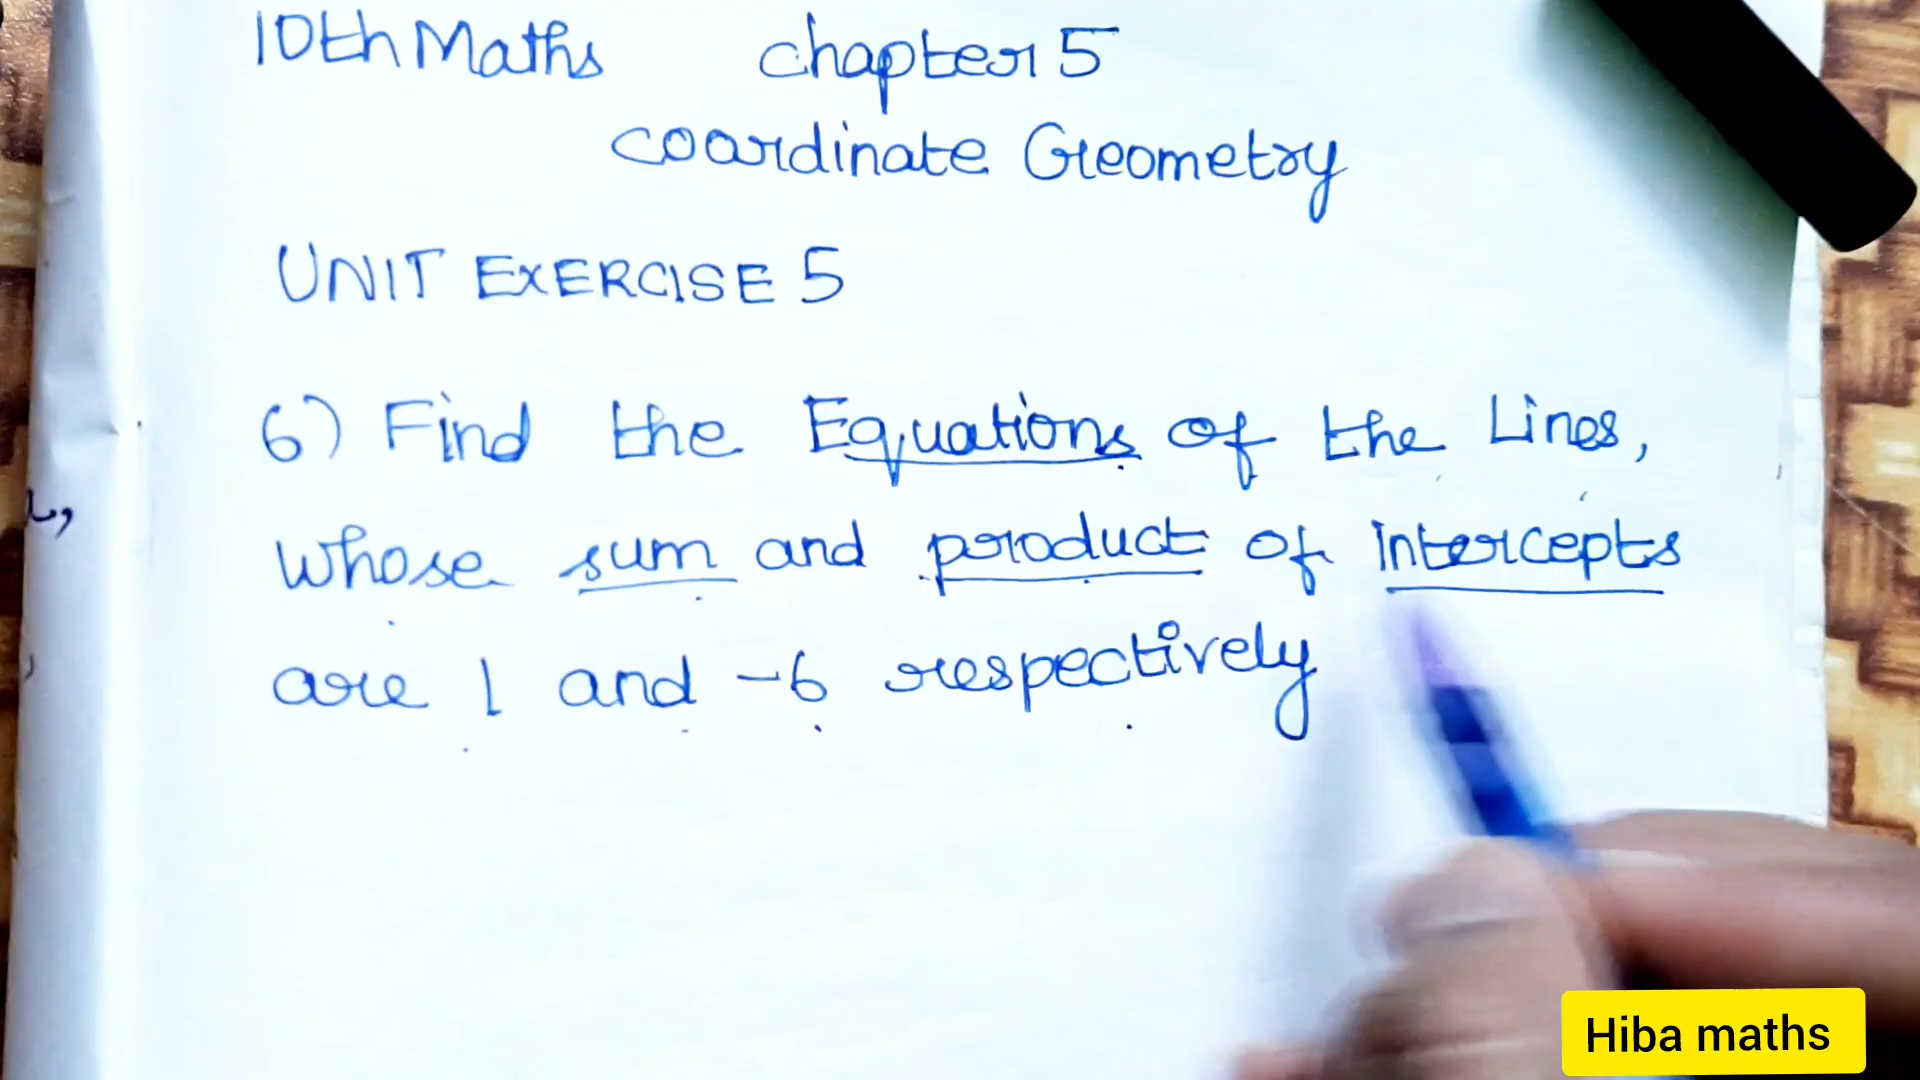 10th Maths chapter 5
coordinate Geometry
UNIT EXERCISE 5
6) Find the Equations of the Lines,
whose sum and product of intercepts
are 1 and -6 respectively
Hiba maths